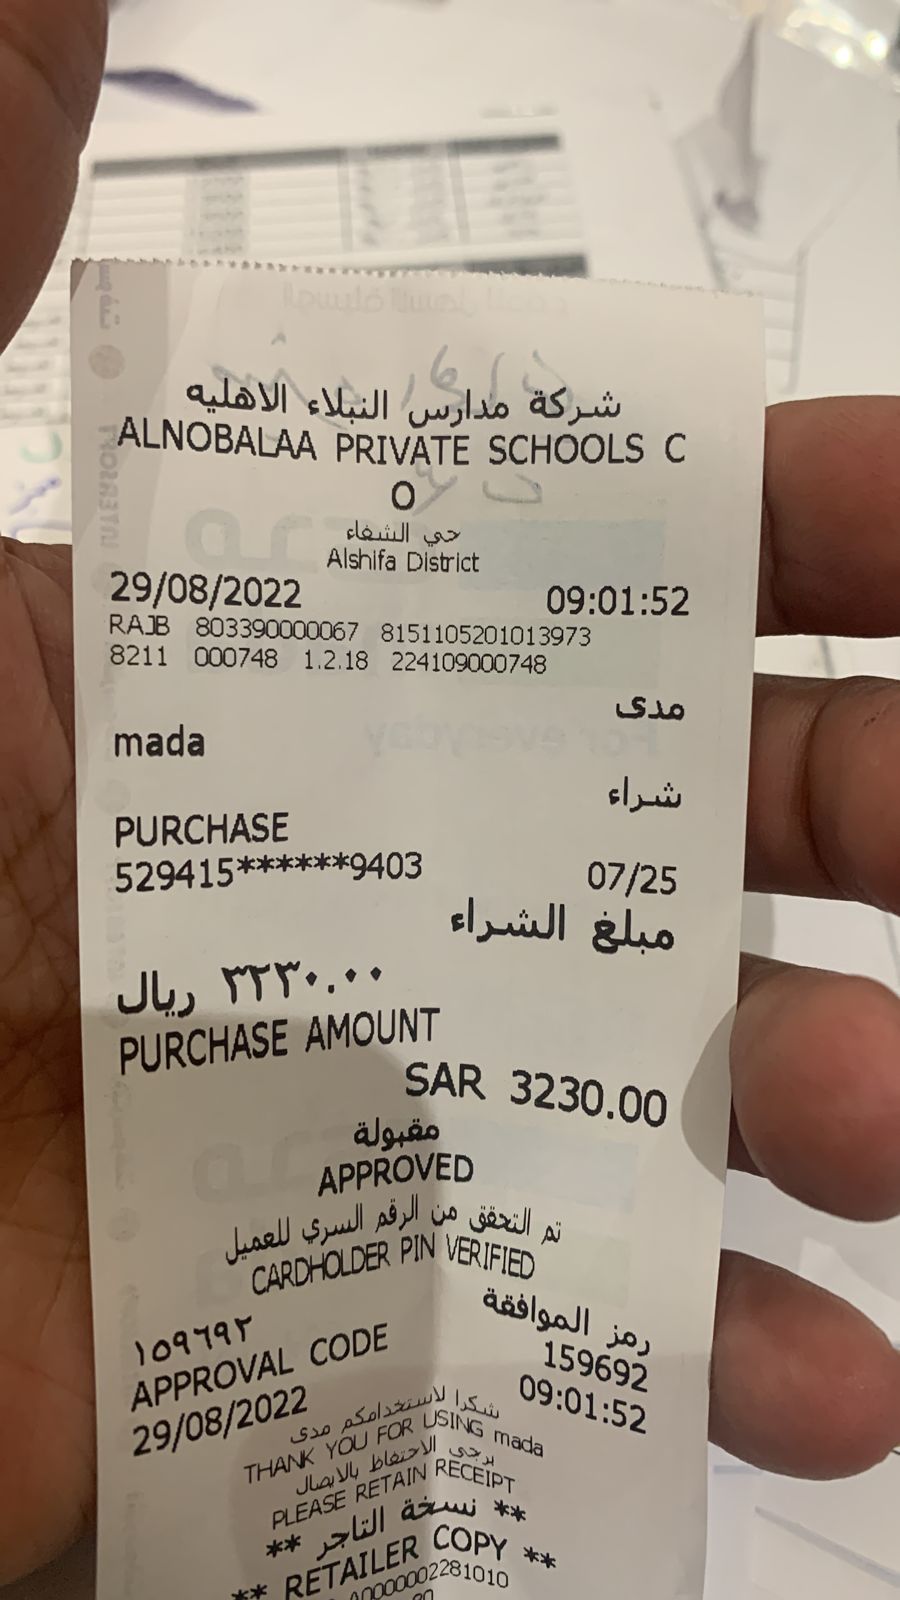 شركة مدارس النبلاء الاهليه
ALNOBALAA PRIVATE SCHOOLS C
O
حي الشفاء
Alshifa District
29/08/2022 09:01:52
RAJB 803390000067 8151105201013973
8211 000748 1.2.18 224109000748
مدى
mada
شراء
PURCHASE
529415******9403 07/25
مبلغ الشراء
٣٢٣٠.٠٠ ريال
PURCHASE AMOUNT
SAR 3230.00
مقبولة
APPROVED
تم التحقق من الرقم السري للعميل
CARDHOLDER PIN VERIFIED
رمز الموافقة
١٥٩٦٩٢
159692
APPROVAL CODE
29/08/2022 09:01:52
شكرا لاستخدامكم مدى
THANK YOU FOR USING mada
يرجى الاحتفاظ بالايصال
PLEASE RETAIN RECEIPT
** نسخة التاجر **
** RETAILER COPY **
A0000002281010